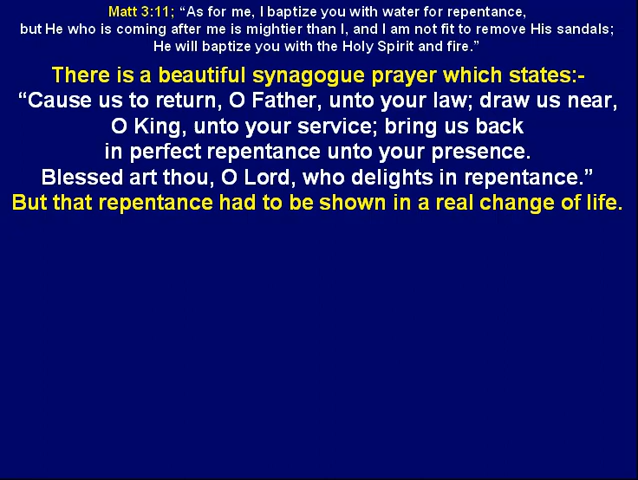 Matt 3:11; “As for me, I baptize you with water for repentance,
but He who is coming after me is mightier than I, and I am not fit to remove His sandals;
He will baptize you with the Holy Spirit and fire.”
There is a beautiful synagogue prayer which states:-
“Cause us to return, O Father, unto your law; draw us near,
O King, unto your service; bring us back
in perfect repentance unto your presence.
Blessed art thou, O Lord, who delights in repentance.”
But that repentance had to be shown in a real change of life.